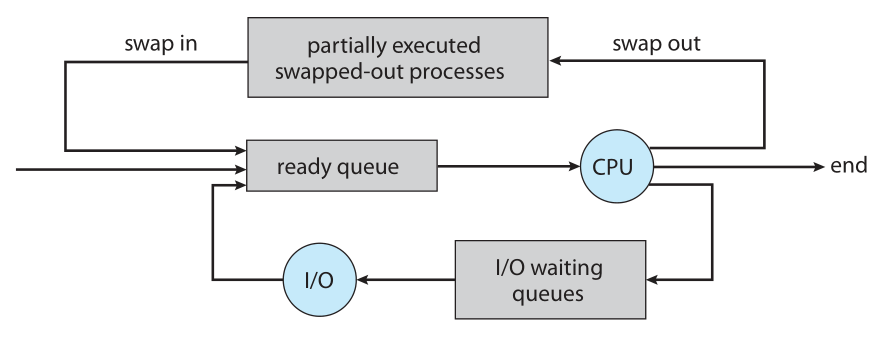 swap in
partially executed
swapped-out processes
swap out
ready queue
CPU
end
I/O
I/O waiting
queues